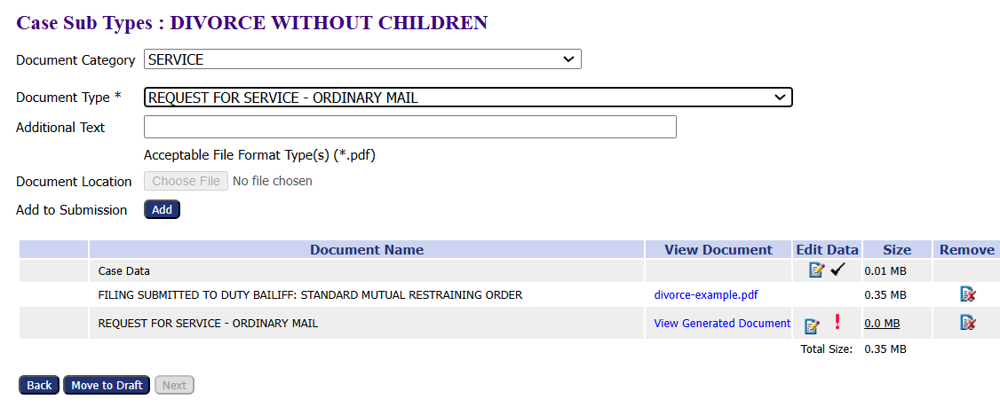 Case Sub Types : DIVORCE WITHOUT CHILDREN
Document Category SERVICE
Document Type * REQUEST FOR SERVICE - ORDINARY MAIL
Additional Text
Acceptable File Format Type(s) (*.pdf)
Document Location Choose File No file chosen
Add to Submission Add
Document Name View Document Edit Data Size Remove
Case Data 0.01 MB
FILING SUBMITTED TO DUTY BAILIFF: STANDARD MUTUAL RESTRAINING ORDER divorce-example.pdf 0.35 MB
REQUEST FOR SERVICE - ORDINARY MAIL View Generated Document ! 0.0 MB
Total Size: 0.35 MB
Back Move to Draft Next